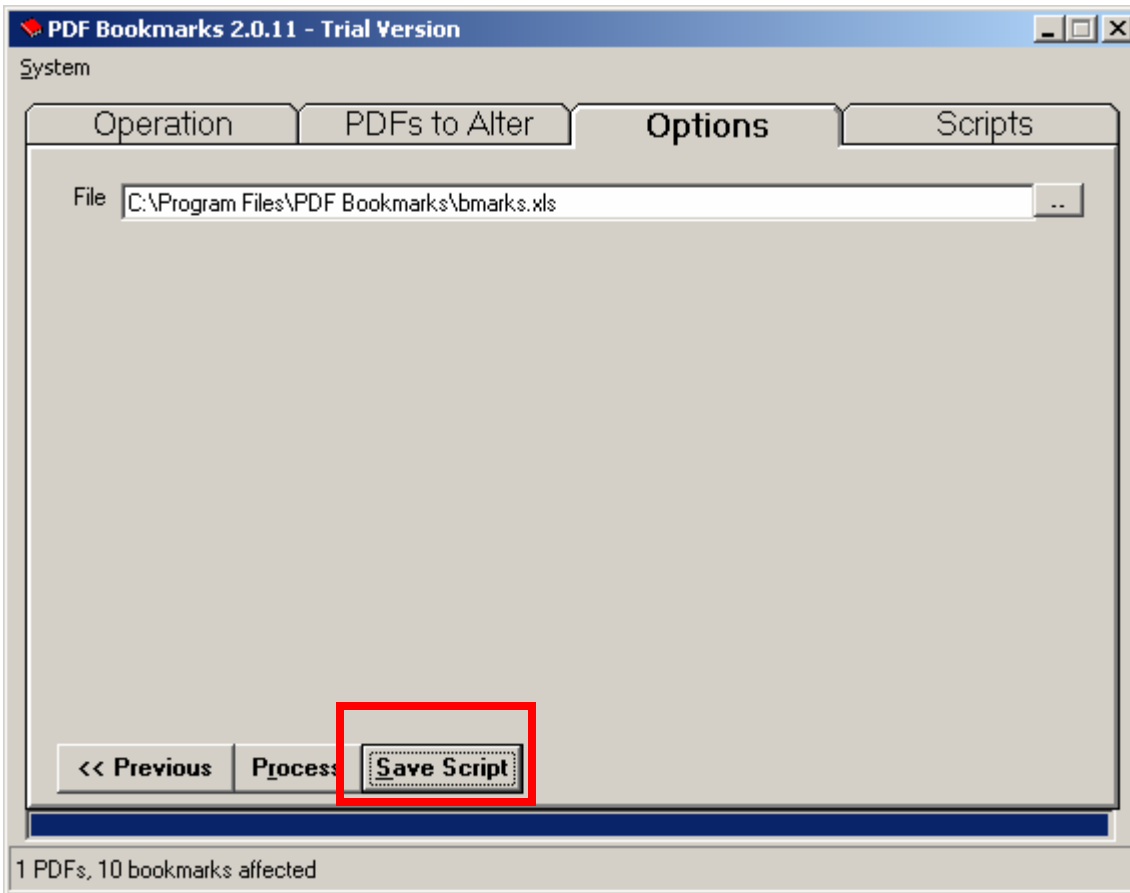 PDF Bookmarks 2.0.11 - Trial Version
System
Operation PDFs to Alter Options Scripts
File C:\Program Files\PDF Bookmarks\bmarks.xls ..
<< Previous Process Save Script
1 PDFs, 10 bookmarks affected